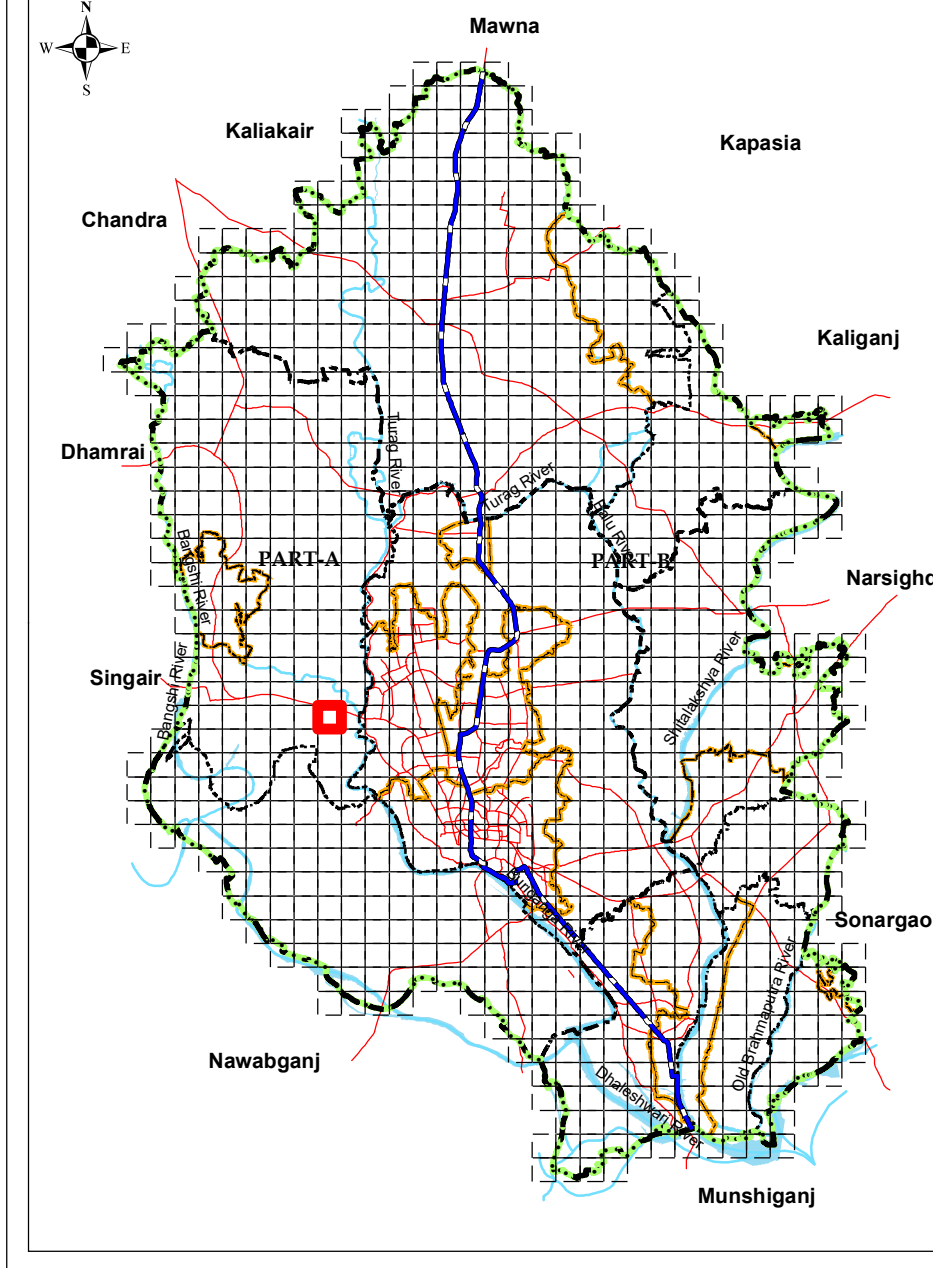 N
W E
S
Mawna
Kaliakair
Kapasia
Chandra
Kaliganj
Dhamrai
Turag River
Turag River
Balu River
PART-A
PART-B
Bangshi River
Narsighd
Singair
Bangshi River
Shitalakshya River
Buriganga River
Sonargao
Old Brahmaputra River
Nawabganj
Dhaleshwari River
Munshiganj